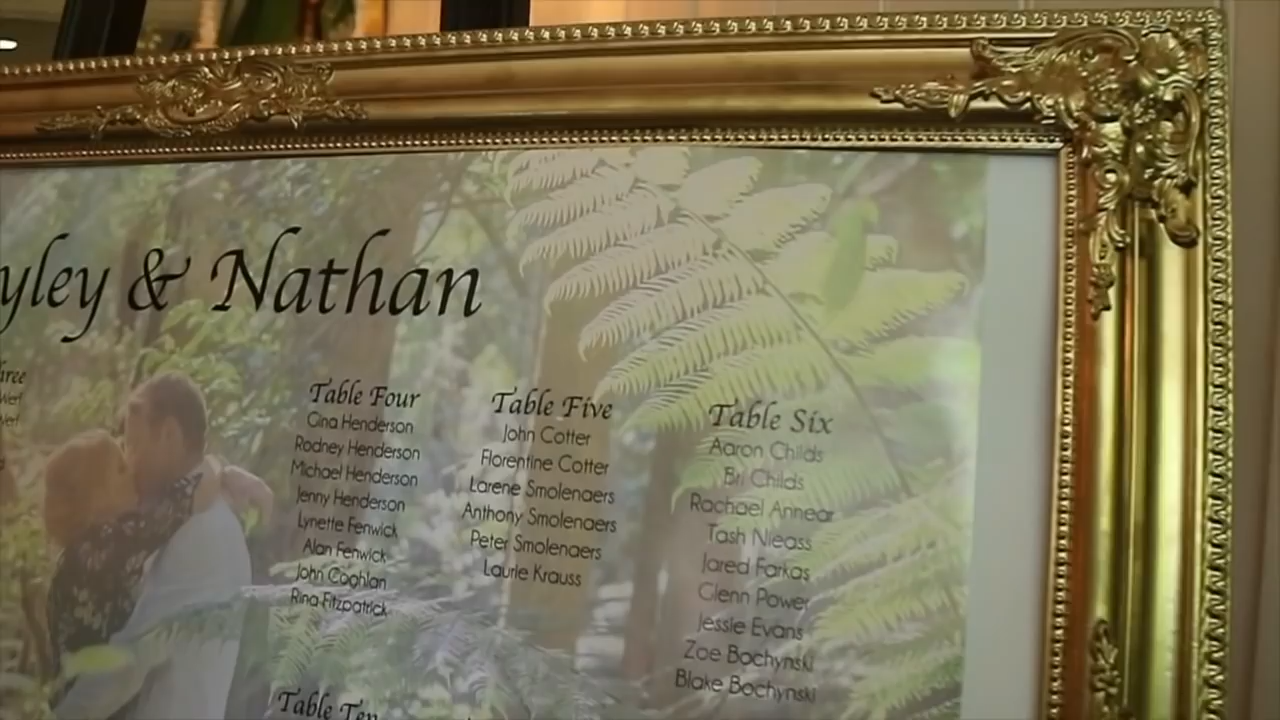 yley & Nathan
Table Four
Gina Henderson
Rodney Henderson
Michael Henderson
Jenny Henderson
Lynette Fenwick
Alan Fenwick
John Coghlan
Rina Fitzpatrick
Table Five
John Cotter
Florentine Cotter
Larene Smolenaers
Anthony Smolenaers
Peter Smolenaers
Laurie Krauss
Table Six
Aaron Childs
Bri Childs
Rachael Annear
Tash Nieass
Jared Farkas
Glenn Power
Jessie Evans
Zoe Bochynski
Blake Bochynski
Table Ten